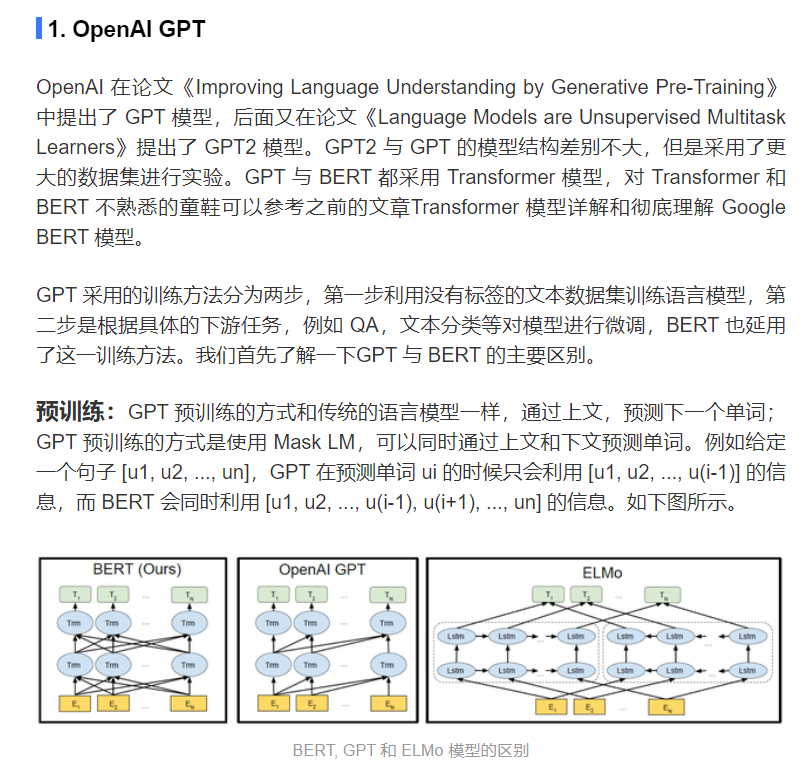 1. OpenAI GPT
OpenAI 在论文《Improving Language Understanding by Generative Pre-Training》
中提出了 GPT 模型，后面又在论文《Language Models are Unsupervised Multitask
Learners》提出了 GPT2 模型。GPT2 与 GPT 的模型结构差别不大，但是采用了更
大的数据集进行实验。GPT 与 BERT 都采用 Transformer 模型，对 Transformer 和
BERT 不熟悉的童鞋可以参考之前的文章Transformer 模型详解和彻底理解 Google
BERT 模型。
GPT 采用的训练方法分为两步，第一步利用没有标签的文本数据集训练语言模型，第
二步是根据具体的下游任务，例如 QA，文本分类等对模型进行微调，BERT 也延用
了这一训练方法。我们首先了解一下GPT 与 BERT 的主要区别。
预训练：GPT 预训练的方式和传统的语言模型一样，通过上文，预测下一个单词；
GPT 预训练的方式是使用 Mask LM，可以同时通过上文和下文预测单词。例如给定
一个句子 [u1, u2, ..., un]，GPT 在预测单词 ui 的时候只会利用 [u1, u2, ..., u(i-1)] 的信
息，而 BERT 会同时利用 [u1, u2, ..., u(i-1), u(i+1), ..., un] 的信息。如下图所示。
BERT (Ours)
T1 T2 ... TN
Trm Trm ... Trm
Trm Trm ... Trm
E1 E2 ... EN
OpenAI GPT
T1 T2 ... TN
Trm Trm ... Trm
Trm Trm ... Trm
E1 E2 ... EN
ELMo
T1 T2 ... TN
Lstm Lstm ... Lstm Lstm Lstm ... Lstm
Lstm Lstm ... Lstm Lstm Lstm ... Lstm
E1 E2 ... EN
BERT, GPT 和 ELMo 模型的区别